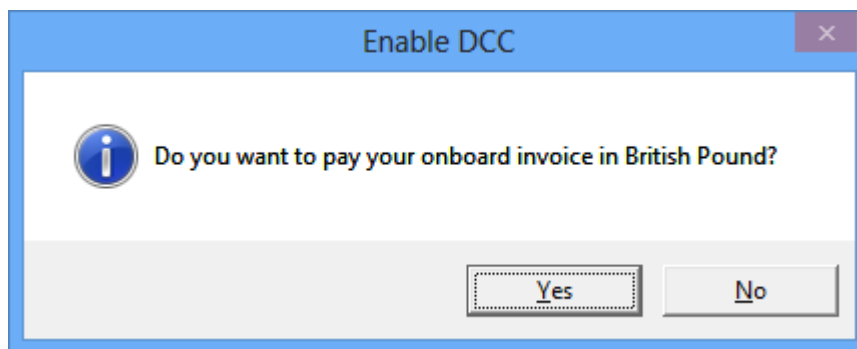 Enable DCC
Do you want to pay your onboard invoice in British Pound?
Yes
No